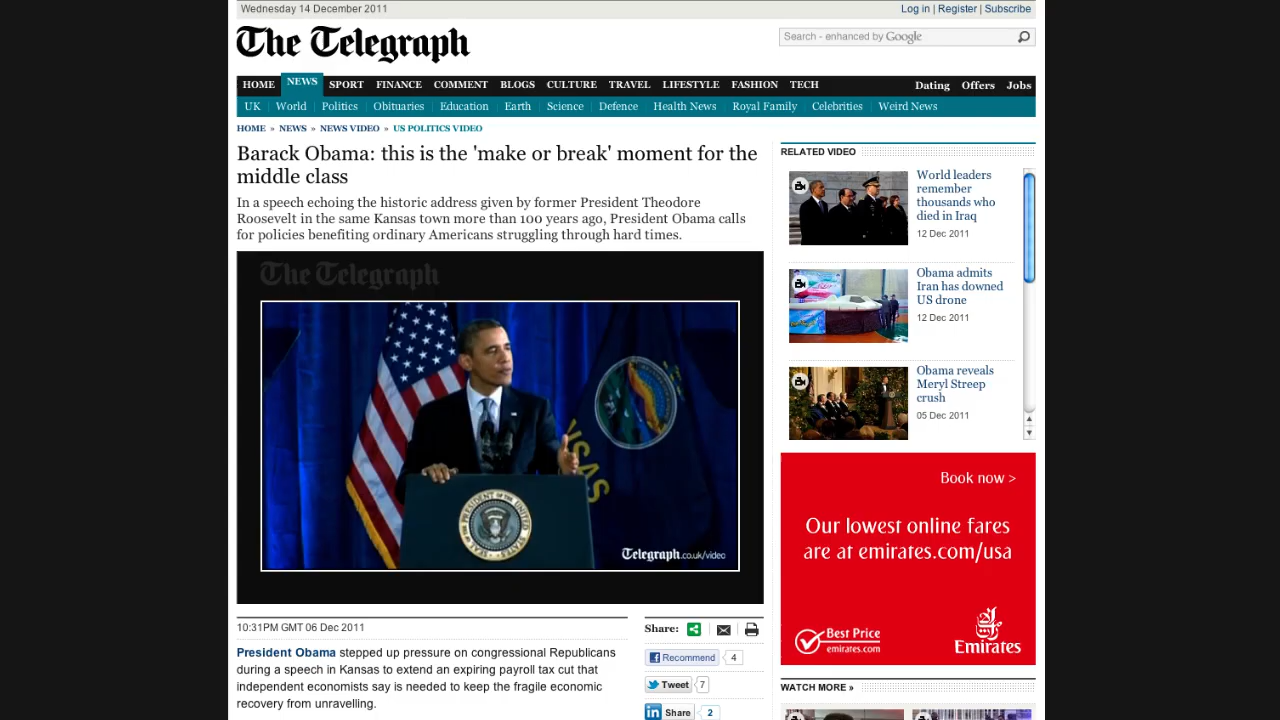 Wednesday 14 December 2011
Log in | Register | Subscribe
The Telegraph
Search - enhanced by Google
HOME NEWS SPORT FINANCE COMMENT BLOGS CULTURE TRAVEL LIFESTYLE FASHION TECH Dating Offers Jobs
UK World Politics Obituaries Education Earth Science Defence Health News Royal Family Celebrities Weird News
HOME » NEWS » NEWS VIDEO » US POLITICS VIDEO
Barack Obama: this is the 'make or break' moment for the
middle class
In a speech echoing the historic address given by former President Theodore
Roosevelt in the same Kansas town more than 100 years ago, President Obama calls
for policies benefiting ordinary Americans struggling through hard times.
The Telegraph
PRESIDENT OF THE UNITED STATES
SEAL
Telegraph.co.uk/video
10:31PM GMT 06 Dec 2011
President Obama stepped up pressure on congressional Republicans
during a speech in Kansas to extend an expiring payroll tax cut that
independent economists say is needed to keep the fragile economic
recovery from unravelling.
Share:
Recommend 4
Tweet 7
in Share 2
RELATED VIDEO
World leaders
remember
thousands who
died in Iraq
12 Dec 2011
Obama admits
Iran has downed
US drone
12 Dec 2011
Obama reveals
Meryl Streep
crush
05 Dec 2011
Book now >
Our lowest online fares
are at emirates.com/usa
Best Price
emirates.com
Emirates
WATCH MORE »